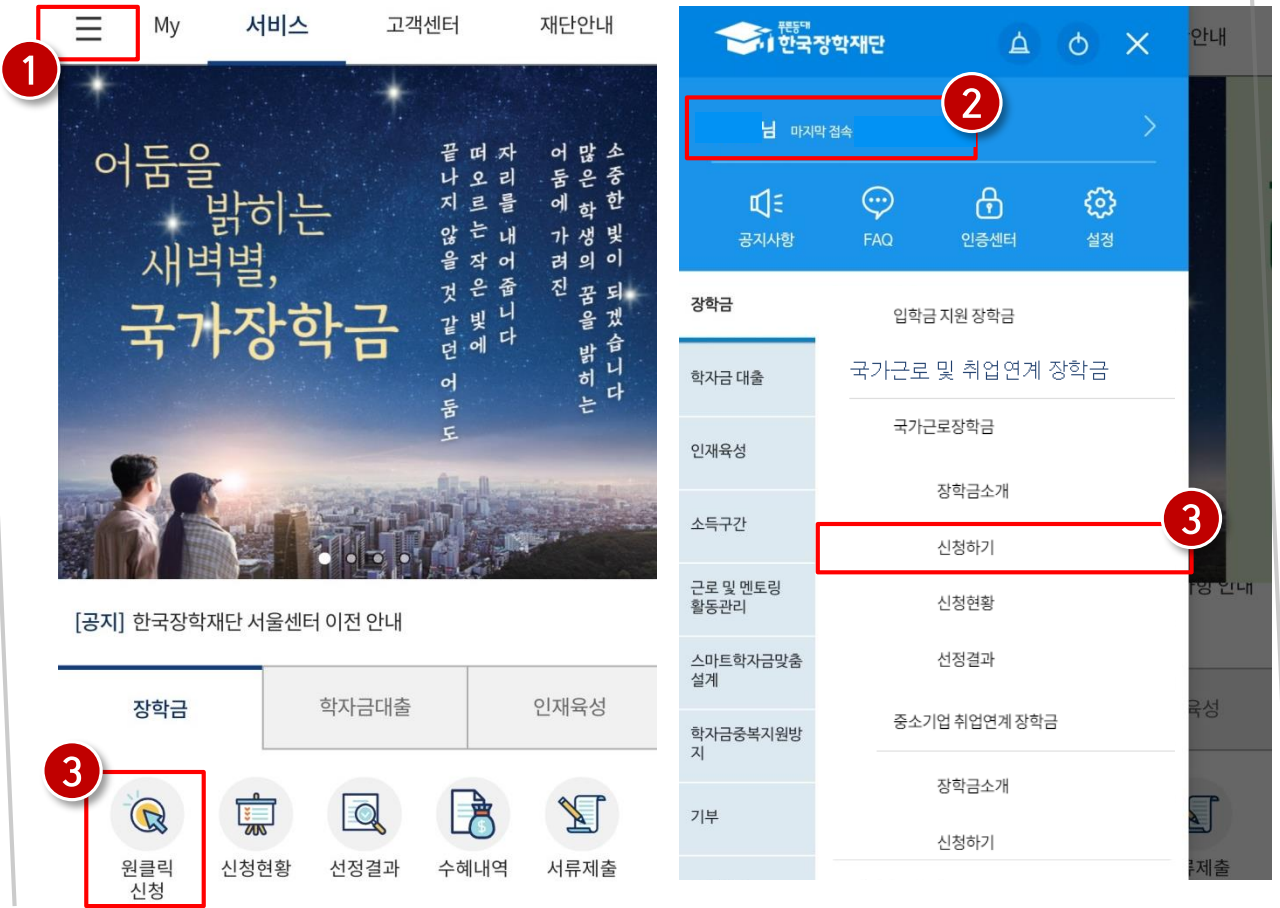 My
서비스
고객센터
재단안내
1
어둠을
밝히는
새벽별,
국가장학금
소중한 빛이 되겠습니다
많은 학생의 꿈을 밝히는
어둠에 가려진
자리를 내어줍니다
떠오르는 작은 빛에
끝나지 않을 것 같던 어둠도
[공지] 한국장학재단 서울센터 이전 안내
장학금
학자금대출
인재육성
3
원클릭
신청
신청현황
선정결과
수혜내역
서류제출
푸른등대
한국장학재단
2
님 마지막 접속
공지사항
FAQ
인증센터
설정
장학금
학자금 대출
인재육성
소득구간
근로 및 멘토링
활동관리
스마트학자금맞춤
설계
학자금중복지원방
지
기부
입학금 지원 장학금
국가근로 및 취업연계 장학금
국가근로장학금
장학금소개
3
신청하기
신청현황
선정결과
중소기업 취업연계 장학금
장학금소개
신청하기
안내
항 안내
육성
류제출